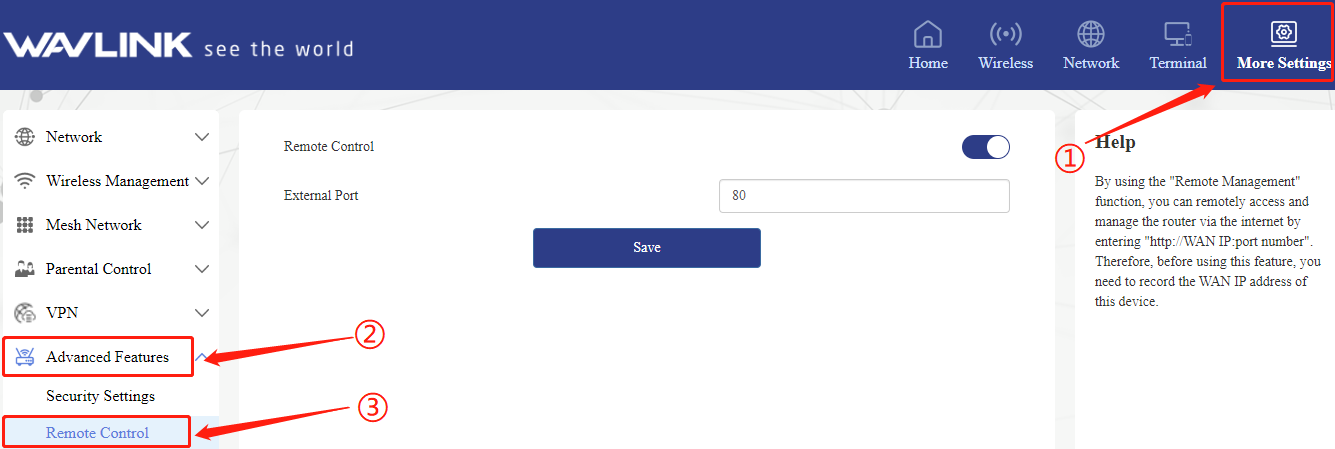 WAVLINK see the world
Home
Wireless
Network
Terminal
More Settings
①
Network
Wireless Management
Mesh Network
Parental Control
VPN
Advanced Features
②
Security Settings
Remote Control
③
Remote Control
External Port
80
Save
Help
By using the "Remote Management"
function, you can remotely access and
manage the router via the internet by
entering "http://WAN IP:port number".
Therefore, before using this feature, you
need to record the WAN IP address of
this device.